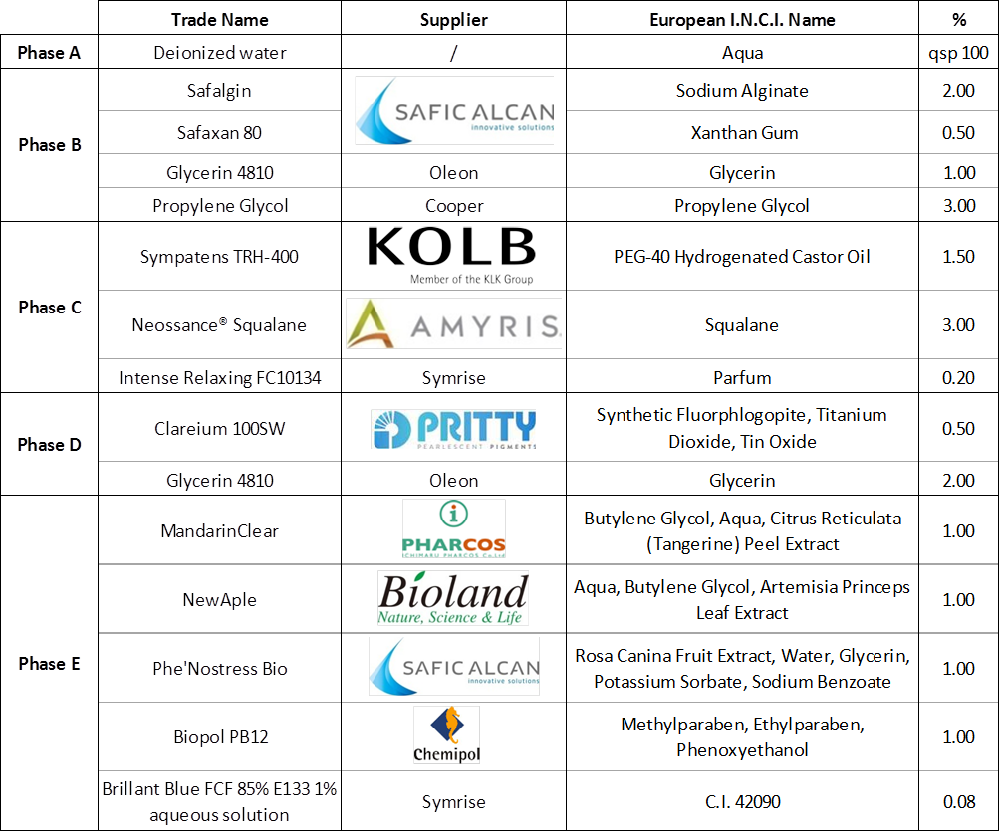 Trade Name Supplier European I.N.C.I. Name %
Phase A Deionized water / Aqua qsp 100
Phase B
Safalgin SAFIC ALCAN Sodium Alginate 2.00
innovative solutions
Safaxan 80 Xanthan Gum 0.50
Glycerin 4810 Oleon Glycerin 1.00
Propylene Glycol Cooper Propylene Glycol 3.00
Phase C
Sympatens TRH-400 KOLB PEG-40 Hydrogenated Castor Oil 1.50
Member of the KLK Group
Neossance® Squalane AMYRIS Squalane 3.00
Intense Relaxing FC10134 Symrise Parfum 0.20
Phase D
Clareium 100SW PRITTY Synthetic Fluorphlogopite, Titanium
PEARLESCENT PIGMENTS Dioxide, Tin Oxide 0.50
Glycerin 4810 Oleon Glycerin 2.00
Phase E
MandarinClear i PHARCOS Butylene Glycol, Aqua, Citrus Reticulata
ICHIMARU PHARCOS Co.Ltd (Tangerine) Peel Extract 1.00
NewAple Bioland Aqua, Butylene Glycol, Artemisia Princeps
Nature, Science & Life Leaf Extract 1.00
Phe'Nostress Bio SAFIC ALCAN Rosa Canina Fruit Extract, Water, Glycerin,
innovative solutions Potassium Sorbate, Sodium Benzoate 1.00
Biopol PB12 Chemipol Methylparaben, Ethylparaben,
Phenoxyethanol 1.00
Brillant Blue FCF 85% E133 1%
aqueous solution Symrise C.I. 42090 0.08